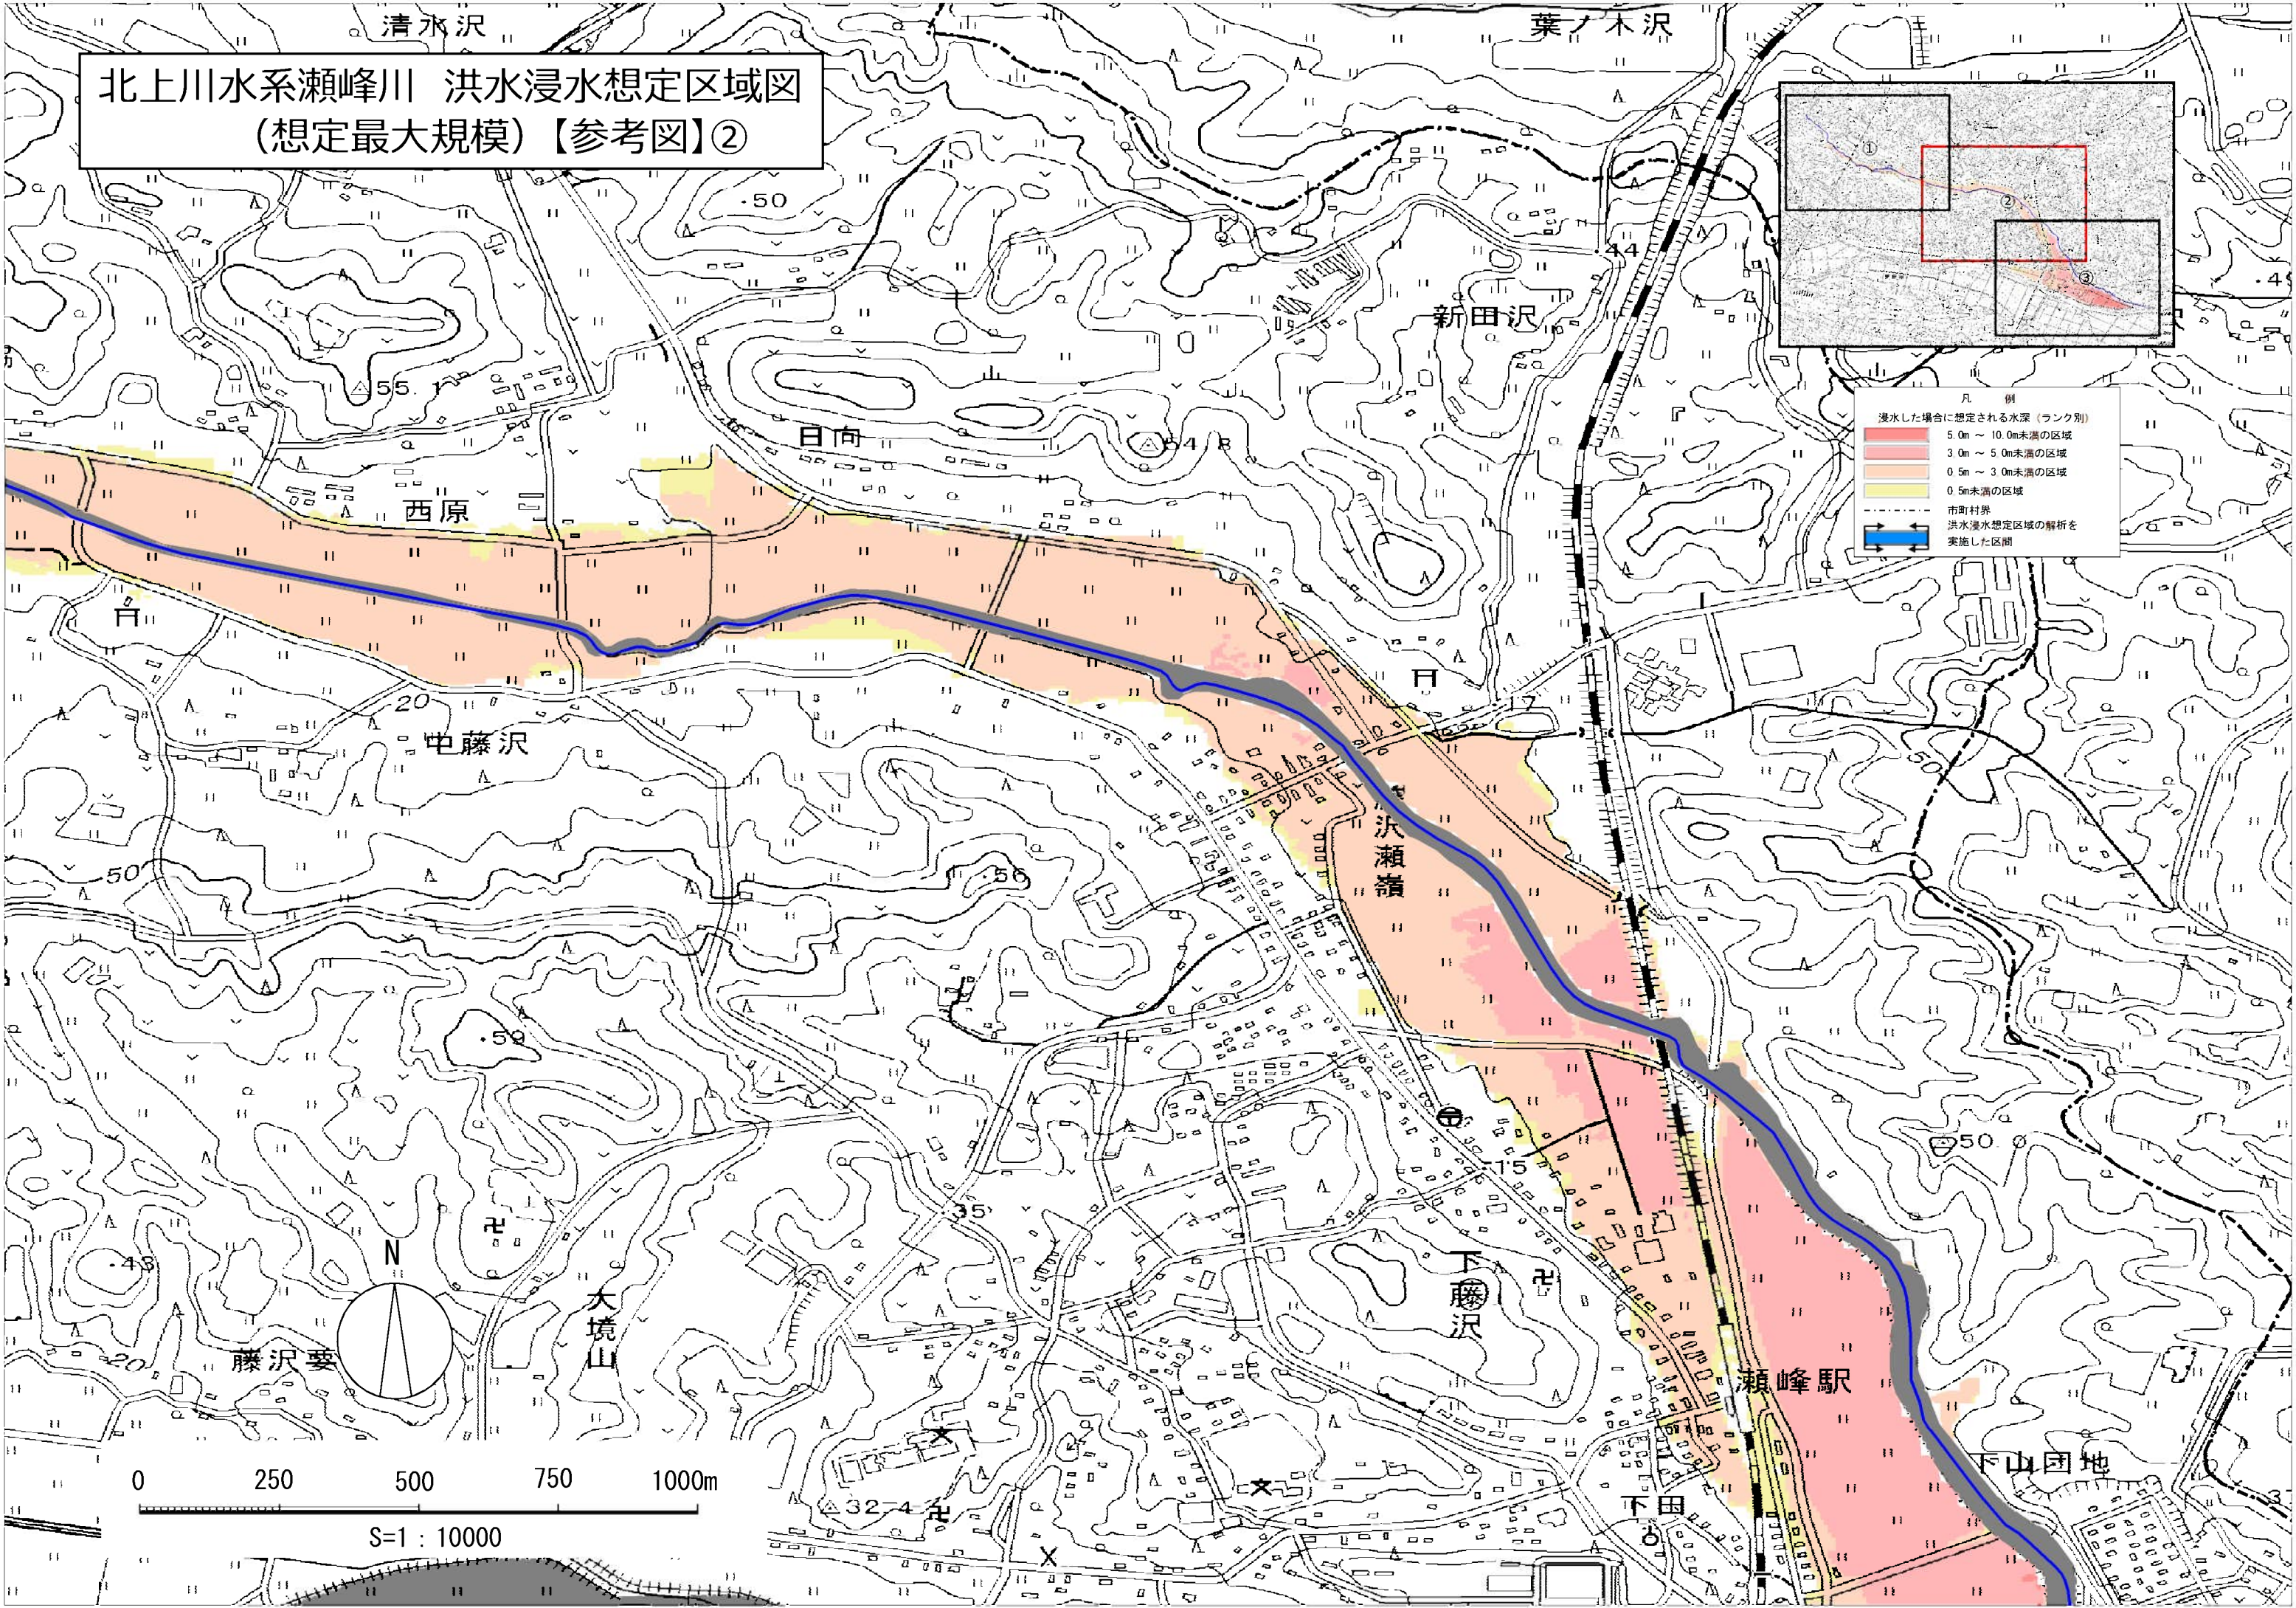 清水沢
葉ノ木沢
北上川水系瀬峰川 洪水浸水想定区域図
(想定最大規模)【参考図】②
①
②
③
・50
44
・49
新田沢
△55.1
日向
△54.8
凡 例
浸水した場合に想定される水深(ランク別)
5.0m ～ 10.0m未満の区域
3.0m ～ 5.0m未満の区域
0.5m ～ 3.0m未満の区域
0.5m未満の区域
市町村界
洪水浸水想定区域の解析を
実施した区間
西原
20
中藤沢
17
50
沢瀬嶺
50
・56
・59
15
△50.0
35
・43
N
大境山
下藤沢
藤沢要
20
瀬峰駅
下山団地
0 250 500 750 1000m
S=1：10000
△32.4
下田